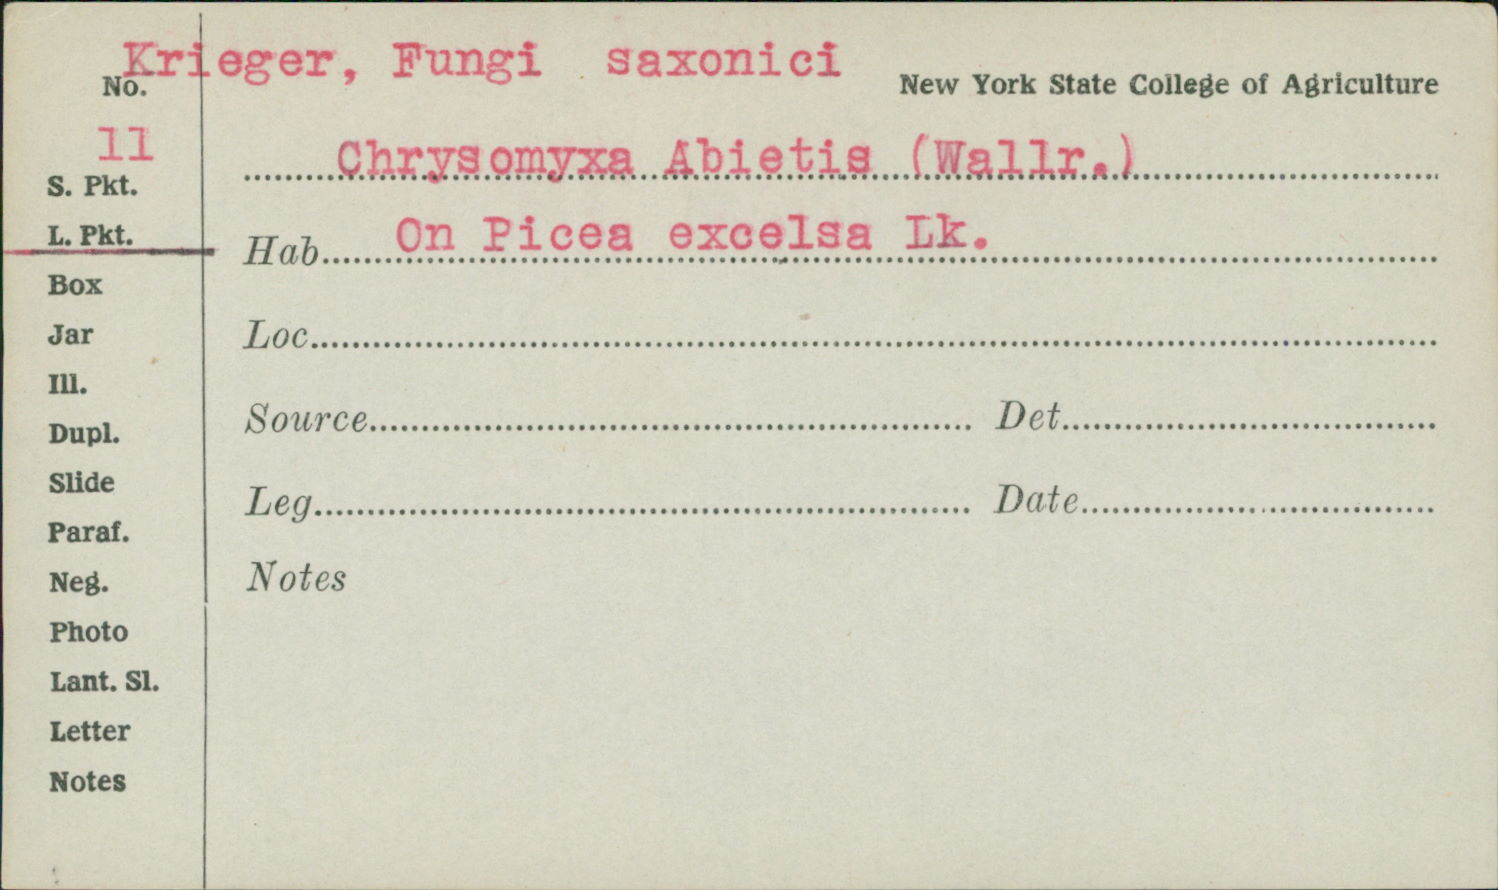 Krieger, Fungi saxonici
No.
New York State College of Agriculture
11
Chrysomyxa Abietis (Wallr.)
S. Pkt.
L. Pkt.
Hab. On Picea excelsa Lk.
Box
Jar
Loc.
Ill.
Dupl.
Source Det.
Slide
Leg. Date
Paraf.
Neg.
Notes
Photo
Lant. Sl.
Letter
Notes